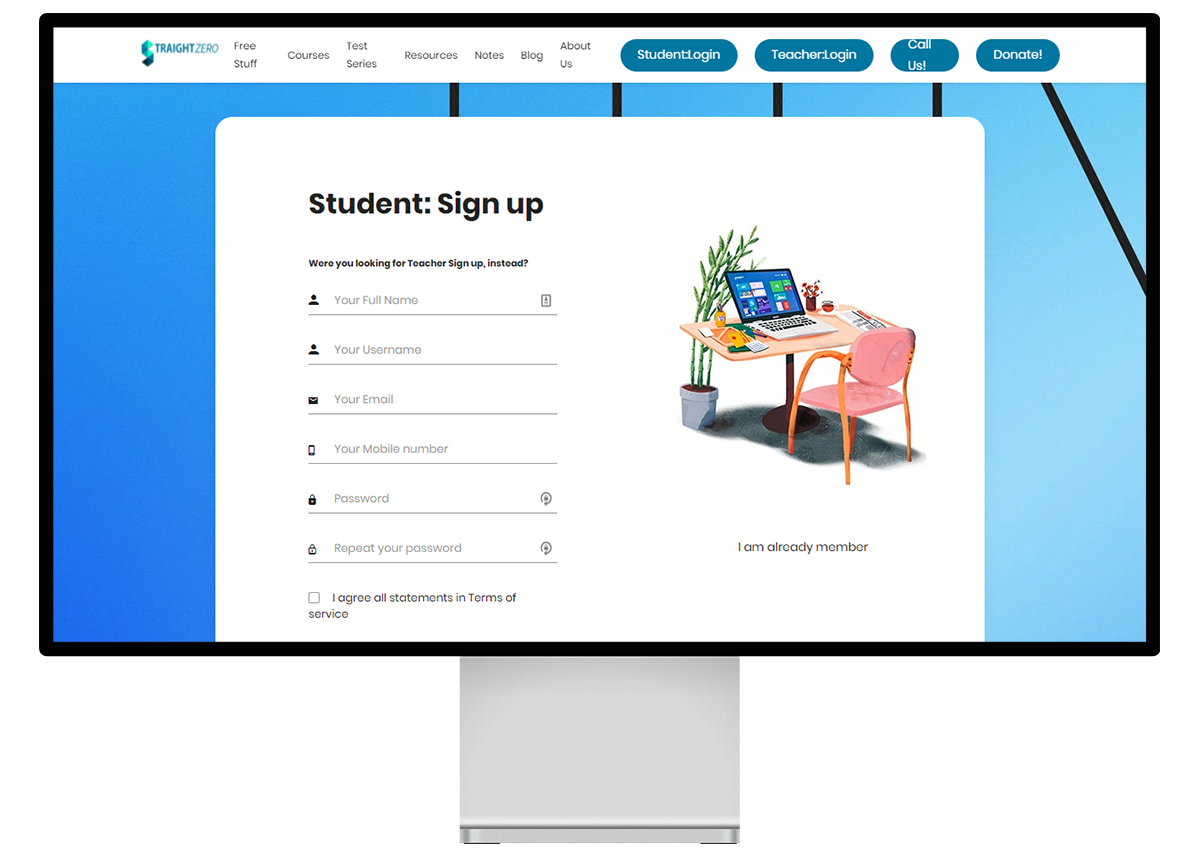 STRAIGHTZERO
Free
Stuff
Courses
Test
Series
Resources
Notes
Blog
About
Us
Student:Login
Teacher:Login
Call
Us!
Donate!
Student: Sign up
Were you looking for Teacher Sign up, instead?
Your Full Name
Your Username
Your Email
Your Mobile number
Password
Repeat your password
I agree all statements in Terms of
service
I am already member